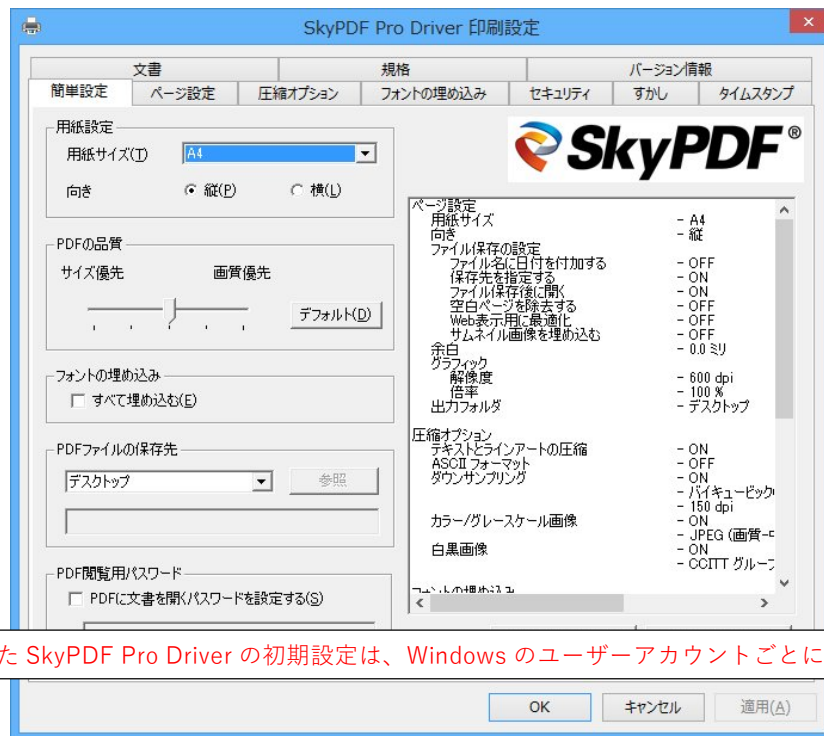 SkyPDF Pro Driver 印刷設定
文書 規格 バージョン情報
簡単設定 ページ設定 圧縮オプション フォントの埋め込み セキュリティ すかし タイムスタンプ
用紙設定
用紙サイズ(T) A4
向き 縦(P) 横(L)
PDFの品質
サイズ優先 画質優先
デフォルト(D)
フォントの埋め込み
すべて埋め込む(E)
PDFファイルの保存先
デスクトップ 参照
PDF閲覧用パスワード
PDFに文書を開くパスワードを設定する(S)
SkyPDF®
ページ設定
用紙サイズ - A4
向き - 縦
ファイル保存の設定
ファイル名に日付を付加する - OFF
保存先を指定する - ON
ファイル保存後に開く - ON
空白ページを除去する - OFF
Web表示用に最適化 - OFF
サムネイル画像を埋め込む - OFF
余白 - 0.0 ミリ
グラフィック
解像度 - 600 dpi
倍率 - 100 %
出力フォルダ - デスクトップ
圧縮オプション
テキストとラインアートの圧縮 - ON
ASCII フォーマット - OFF
ダウンサンプリング - ON
- バイキュービック
- 150 dpi
カラー/グレースケール画像 - ON
- JPEG (画質-中
白黒画像 - ON
- CCITT グルー
フォントの埋め込み
た SkyPDF Pro Driver の初期設定は、Windows のユーザーアカウントごとに
OK キャンセル 適用(A)